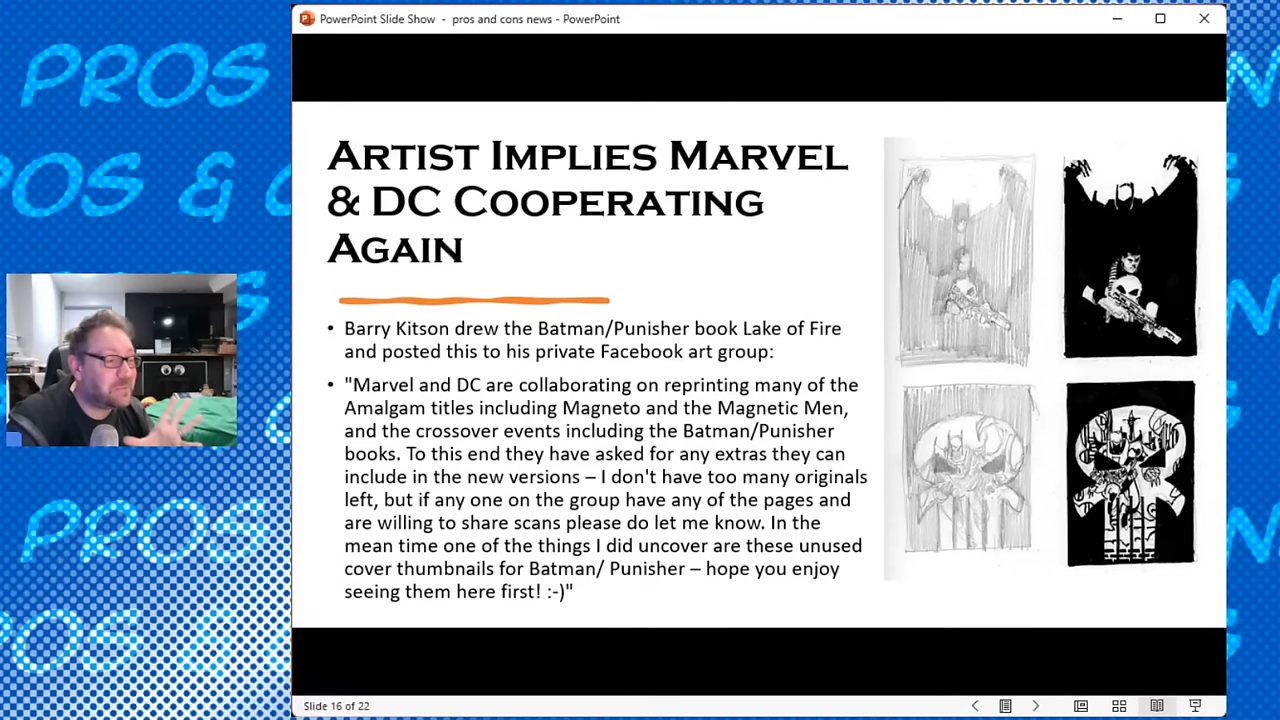 PowerPoint Slide Show - pros and cons news - PowerPoint
PROS
OS & C
PROS
PROS
ARTIST IMPLIES MARVEL
& DC COOPERATING
AGAIN
• Barry Kitson drew the Batman/Punisher book Lake of Fire
and posted this to his private Facebook art group:
• "Marvel and DC are collaborating on reprinting many of the
Amalgam titles including Magneto and the Magnetic Men,
and the crossover events including the Batman/Punisher
books. To this end they have asked for any extras they can
include in the new versions – I don't have too many originals
left, but if any one on the group have any of the pages and
are willing to share scans please do let me know. In the
mean time one of the things I did uncover are these unused
cover thumbnails for Batman/ Punisher – hope you enjoy
seeing them here first! :-)"
Slide 16 of 22